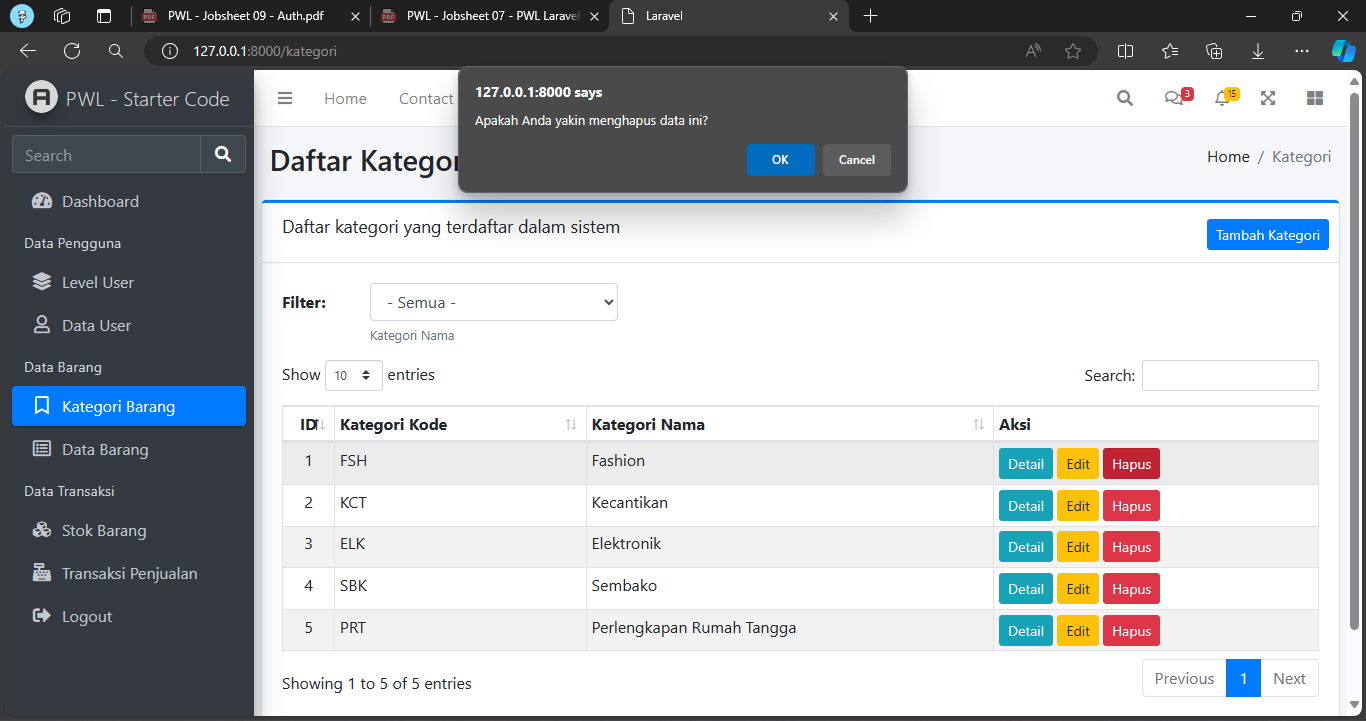 PWL - Jobsheet 09 - Auth.pdf
PWL - Jobsheet 07 - PWL Laravel
Laravel
127.0.0.1:8000/kategori
PWL - Starter Code
Home
Contact
3
15
127.0.0.1:8000 says
Apakah Anda yakin menghapus data ini?
OK
Cancel
Search
Daftar Kategor
Home / Kategori
Dashboard
Data Pengguna
Level User
Data User
Data Barang
Kategori Barang
Data Barang
Data Transaksi
Stok Barang
Transaksi Penjualan
Logout
Daftar kategori yang terdaftar dalam sistem
Tambah Kategori
Filter:
- Semua -
Kategori Nama
Show 10 entries
Search:
ID Kategori Kode Kategori Nama Aksi
1 FSH Fashion Detail Edit Hapus
2 KCT Kecantikan Detail Edit Hapus
3 ELK Elektronik Detail Edit Hapus
4 SBK Sembako Detail Edit Hapus
5 PRT Perlengkapan Rumah Tangga Detail Edit Hapus
Showing 1 to 5 of 5 entries
Previous 1 Next